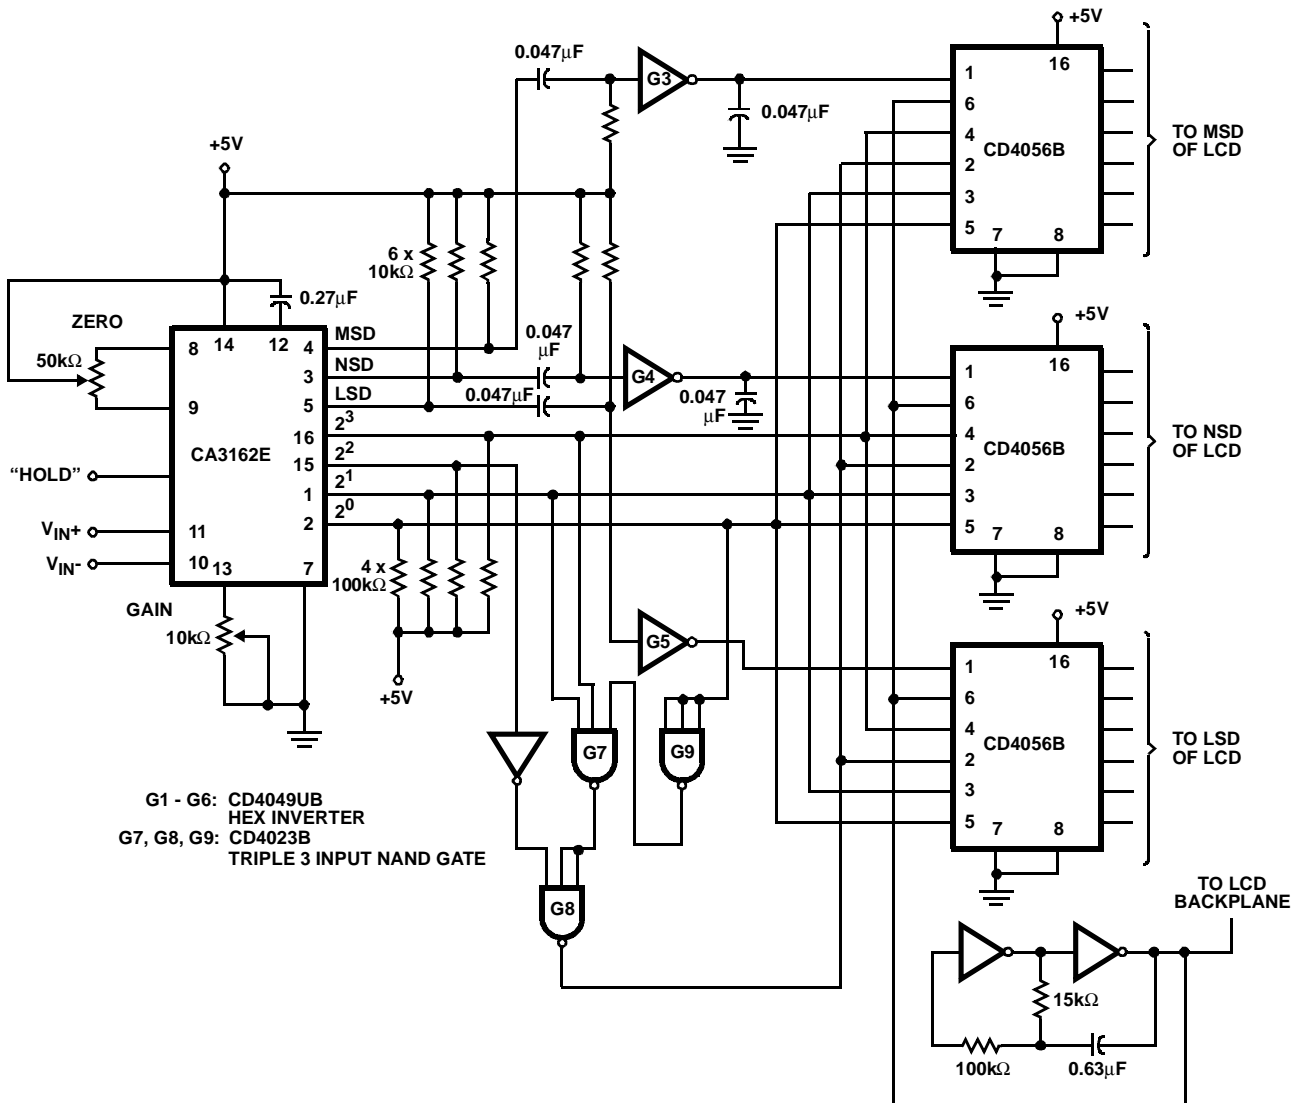 +5V
0.047µF
G3
0.047µF
16
1
6
4
2
3
5
CD4056B
7
8
TO MSD
OF LCD
+5V
6 x
10kΩ
0.27µF
ZERO
50kΩ
8
14
12
4
MSD
3
NSD
5
LSD
9
16
2³
15
2²
1
2¹
2
2⁰
CA3162E
"HOLD"
VIN+
11
VIN-
10
13
7
GAIN
10kΩ
0.047
µF
0.047µF
G4
0.047
µF
4 x
100kΩ
+5V
+5V
16
1
6
4
2
3
5
CD4056B
7
8
TO NSD
OF LCD
G5
G7
G9
G8
+5V
16
1
6
4
2
3
5
CD4056B
7
8
TO LSD
OF LCD
G1 - G6: CD4049UB
HEX INVERTER
G7, G8, G9: CD4023B
TRIPLE 3 INPUT NAND GATE
TO LCD
BACKPLANE
15kΩ
100kΩ
0.63µF